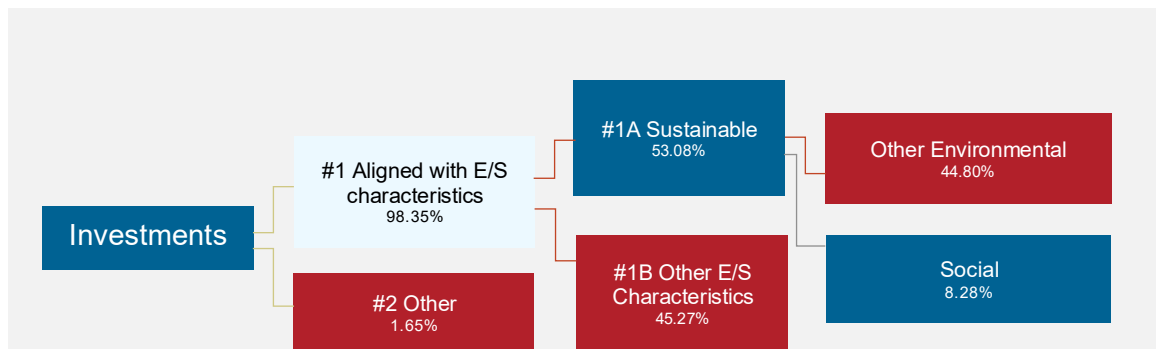 Investments
#1 Aligned with E/S
characteristics
98.35%
#2 Other
1.65%
#1A Sustainable
53.08%
#1B Other E/S
Characteristics
45.27%
Other Environmental
44.80%
Social
8.28%